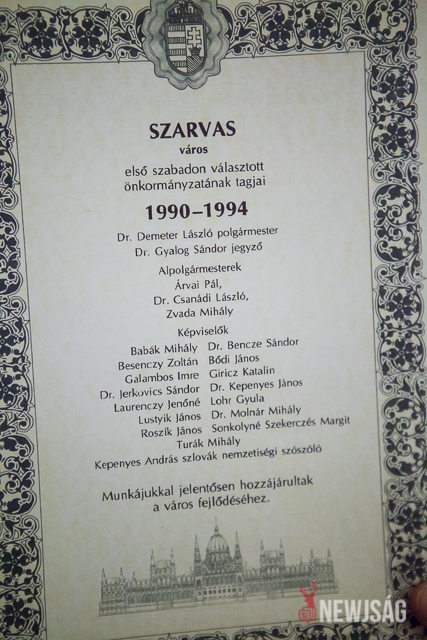 SZARVAS
város
első szabadon választott
önkormányzatának tagjai
1990–1994
Dr. Demeter László polgármester
Dr. Gyalog Sándor jegyző
Alpolgármesterek
Árvai Pál,
Dr. Csanádi László,
Zvada Mihály
Képviselők
Babák Mihály Dr. Bencze Sándor
Besenczy Zoltán Bődi János
Galambos Imre Giricz Katalin
Dr. Jerkovics Sándor Dr. Kepenyes János
Laurenczy Jenőné Lohr Gyula
Lustyik János Dr. Molnár Mihály
Roszík János Sonkolyné Szekerczés Margit
Turák Mihály
Kepenyes András szlovák nemzetiségi szószóló
Munkájukkal jelentősen hozzájárultak
a város fejlődéséhez.
NEWJSÁG